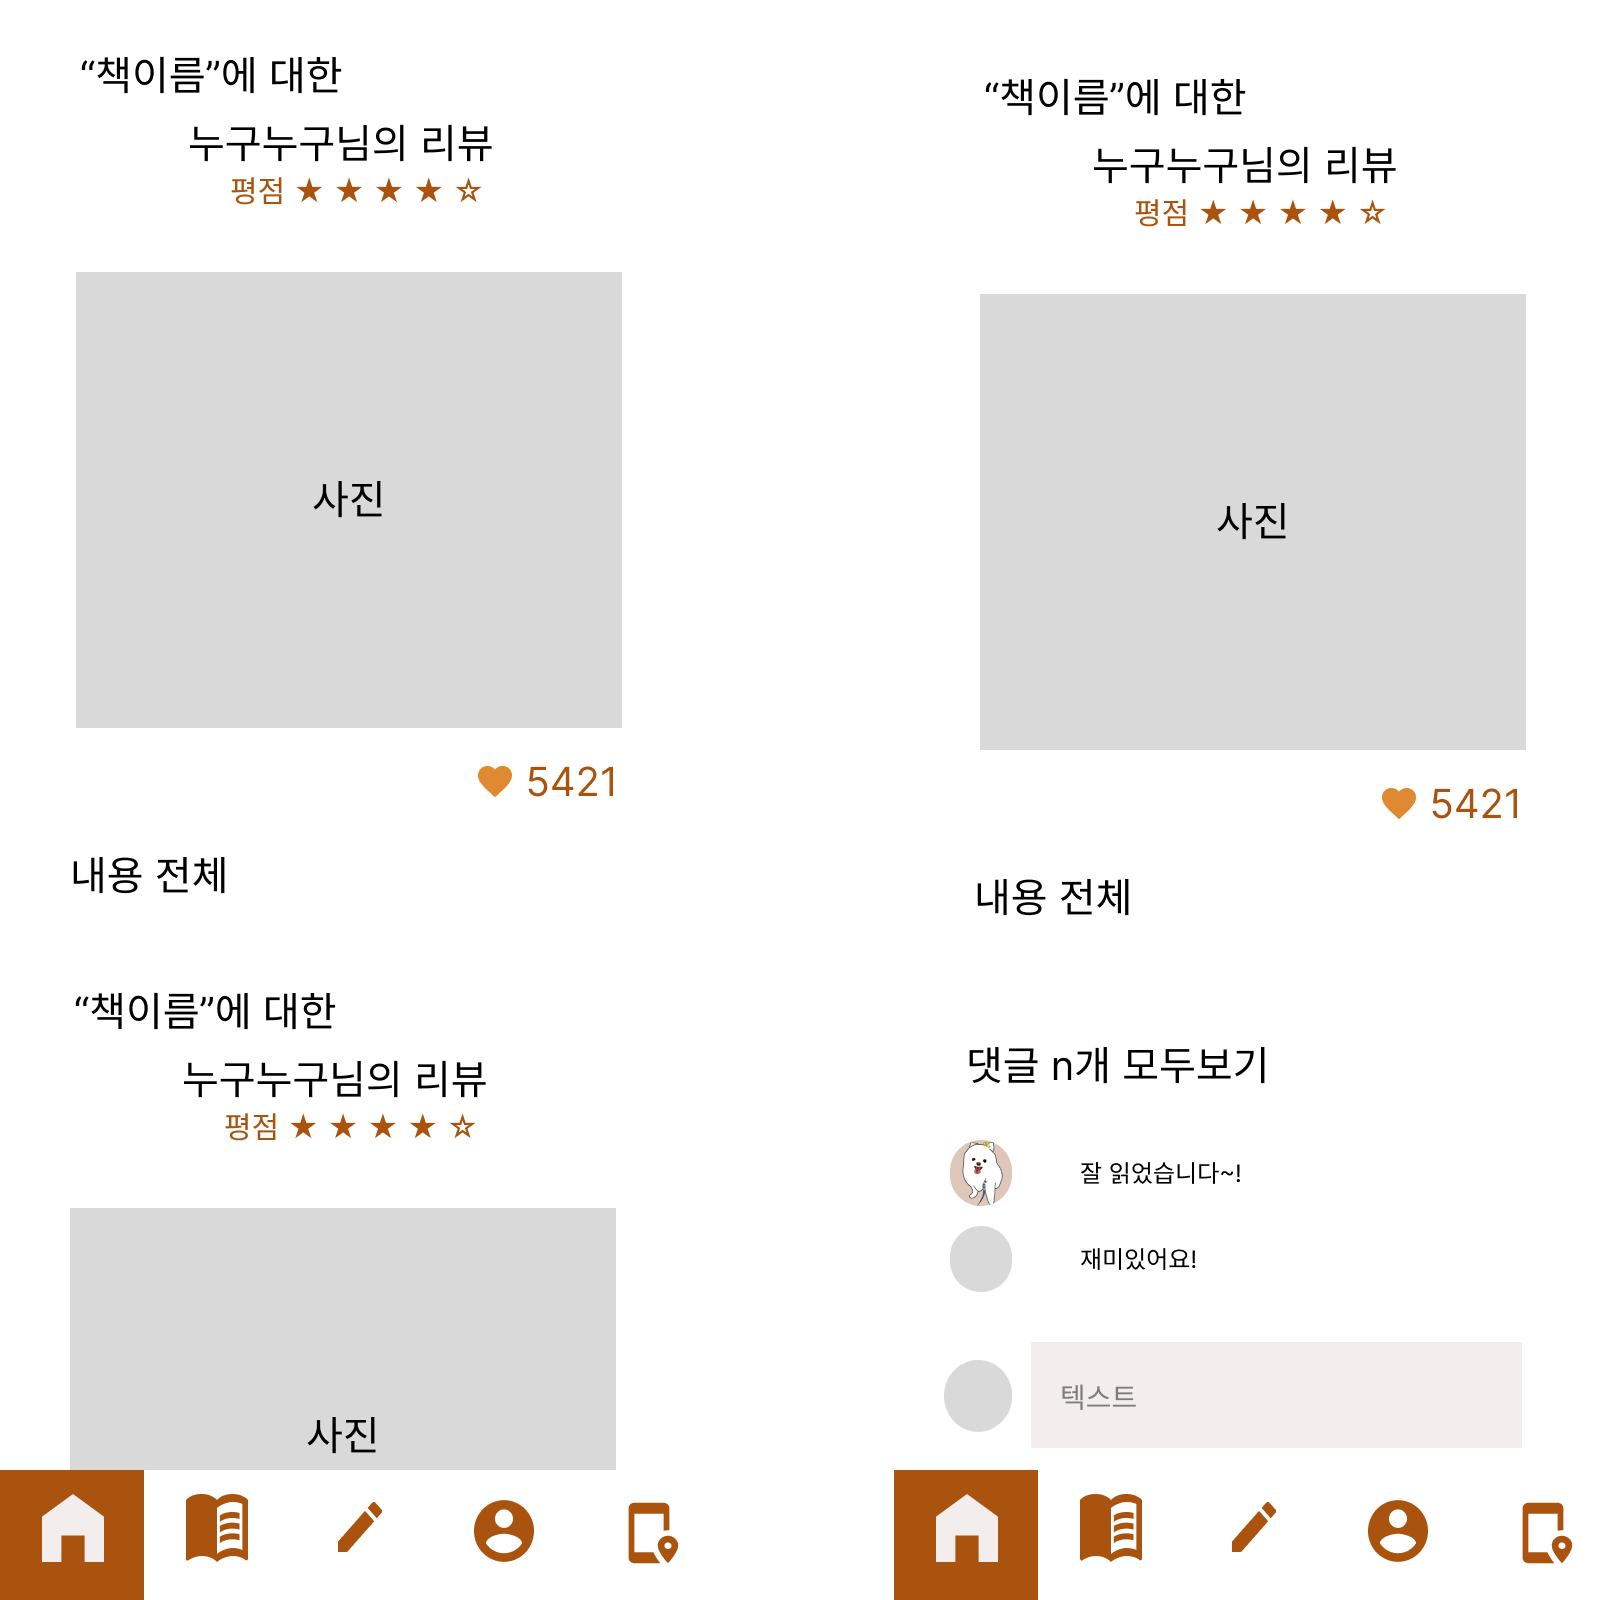 “책이름”에 대한
누구누구님의 리뷰
평점 ★ ★ ★ ★ ☆
사진
5421
내용 전체
“책이름”에 대한
누구누구님의 리뷰
평점 ★ ★ ★ ★ ☆
사진
“책이름”에 대한
누구누구님의 리뷰
평점 ★ ★ ★ ★ ☆
사진
5421
내용 전체
댓글 n개 모두보기
잘 읽었습니다~!
재미있어요!
텍스트